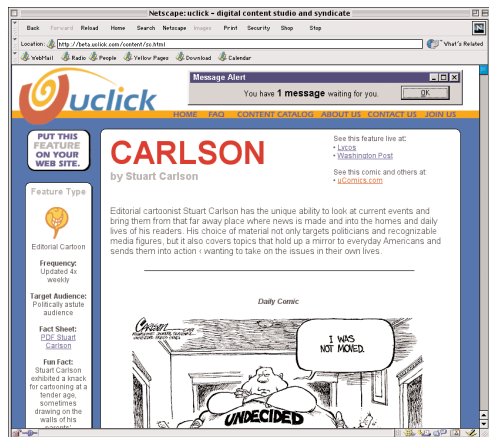 Netscape: uclick - digital content studio and syndicate
Back Forward Reload Home Search Netscape Images Print Security Shop Stop
Location: http://beta.uclick.com/content/sc.html What's Related
WebMail Radio People Yellow Pages Download Calendar
Message Alert
You have 1 message waiting for you.
OK
uclick
HOME FAQ CONTENT CATALOG ABOUT US CONTACT US JOIN US
PUT THIS
FEATURE
ON YOUR
WEB SITE.
Feature Type
Editorial Cartoon
Frequency:
Updated 4x
weekly
Target Audience:
Politically astute
audience
Fact Sheet:
PDF Stuart
Carlson
Fun Fact:
Stuart Carlson
exhibited a knack
for cartooning at a
tender age,
sometimes
drawing on the
walls of his
parents'
CARLSON
by Stuart Carlson
See this feature live at:
• Lycos
• Washington Post
See this comic and others at
• uComics.com
Editorial cartoonist Stuart Carlson has the unique ability to look at current events and
bring them from that far away place where news is made and into the homes and daily
lives of his readers. His choice of material not only targets politicians and recognizable
media figures, but it also covers topics that hold up a mirror to everyday Americans and
sends them into action ‹ wanting to take on the issues in their own lives.
Daily Comic
Carlson
I WAS
NOT MOVED.
UNDECIDED